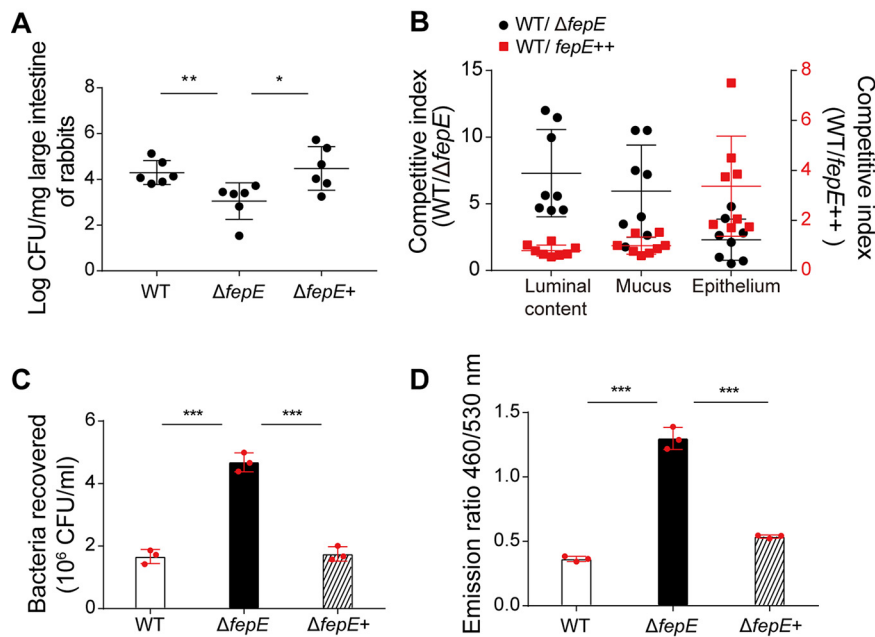 A
Log CFU/mg large intestine
of rabbits
8
6
4
2
0
**
*
WT
ΔfepE
ΔfepE+
B
WT/ ΔfepE
WT/ fepE++
Competitive index
(WT/ΔfepE)
15
10
5
0
8
6
4
2
0
Competitive index
(WT/fepE++ )
Luminal
content
Mucus
Epithelium
C
Bacteria recovered
(10⁶ CFU/ml)
6
4
2
0
***
***
WT
ΔfepE
ΔfepE+
D
Emission ratio 460/530 nm
1.5
1.0
0.5
0.0
***
***
WT
ΔfepE
ΔfepE+